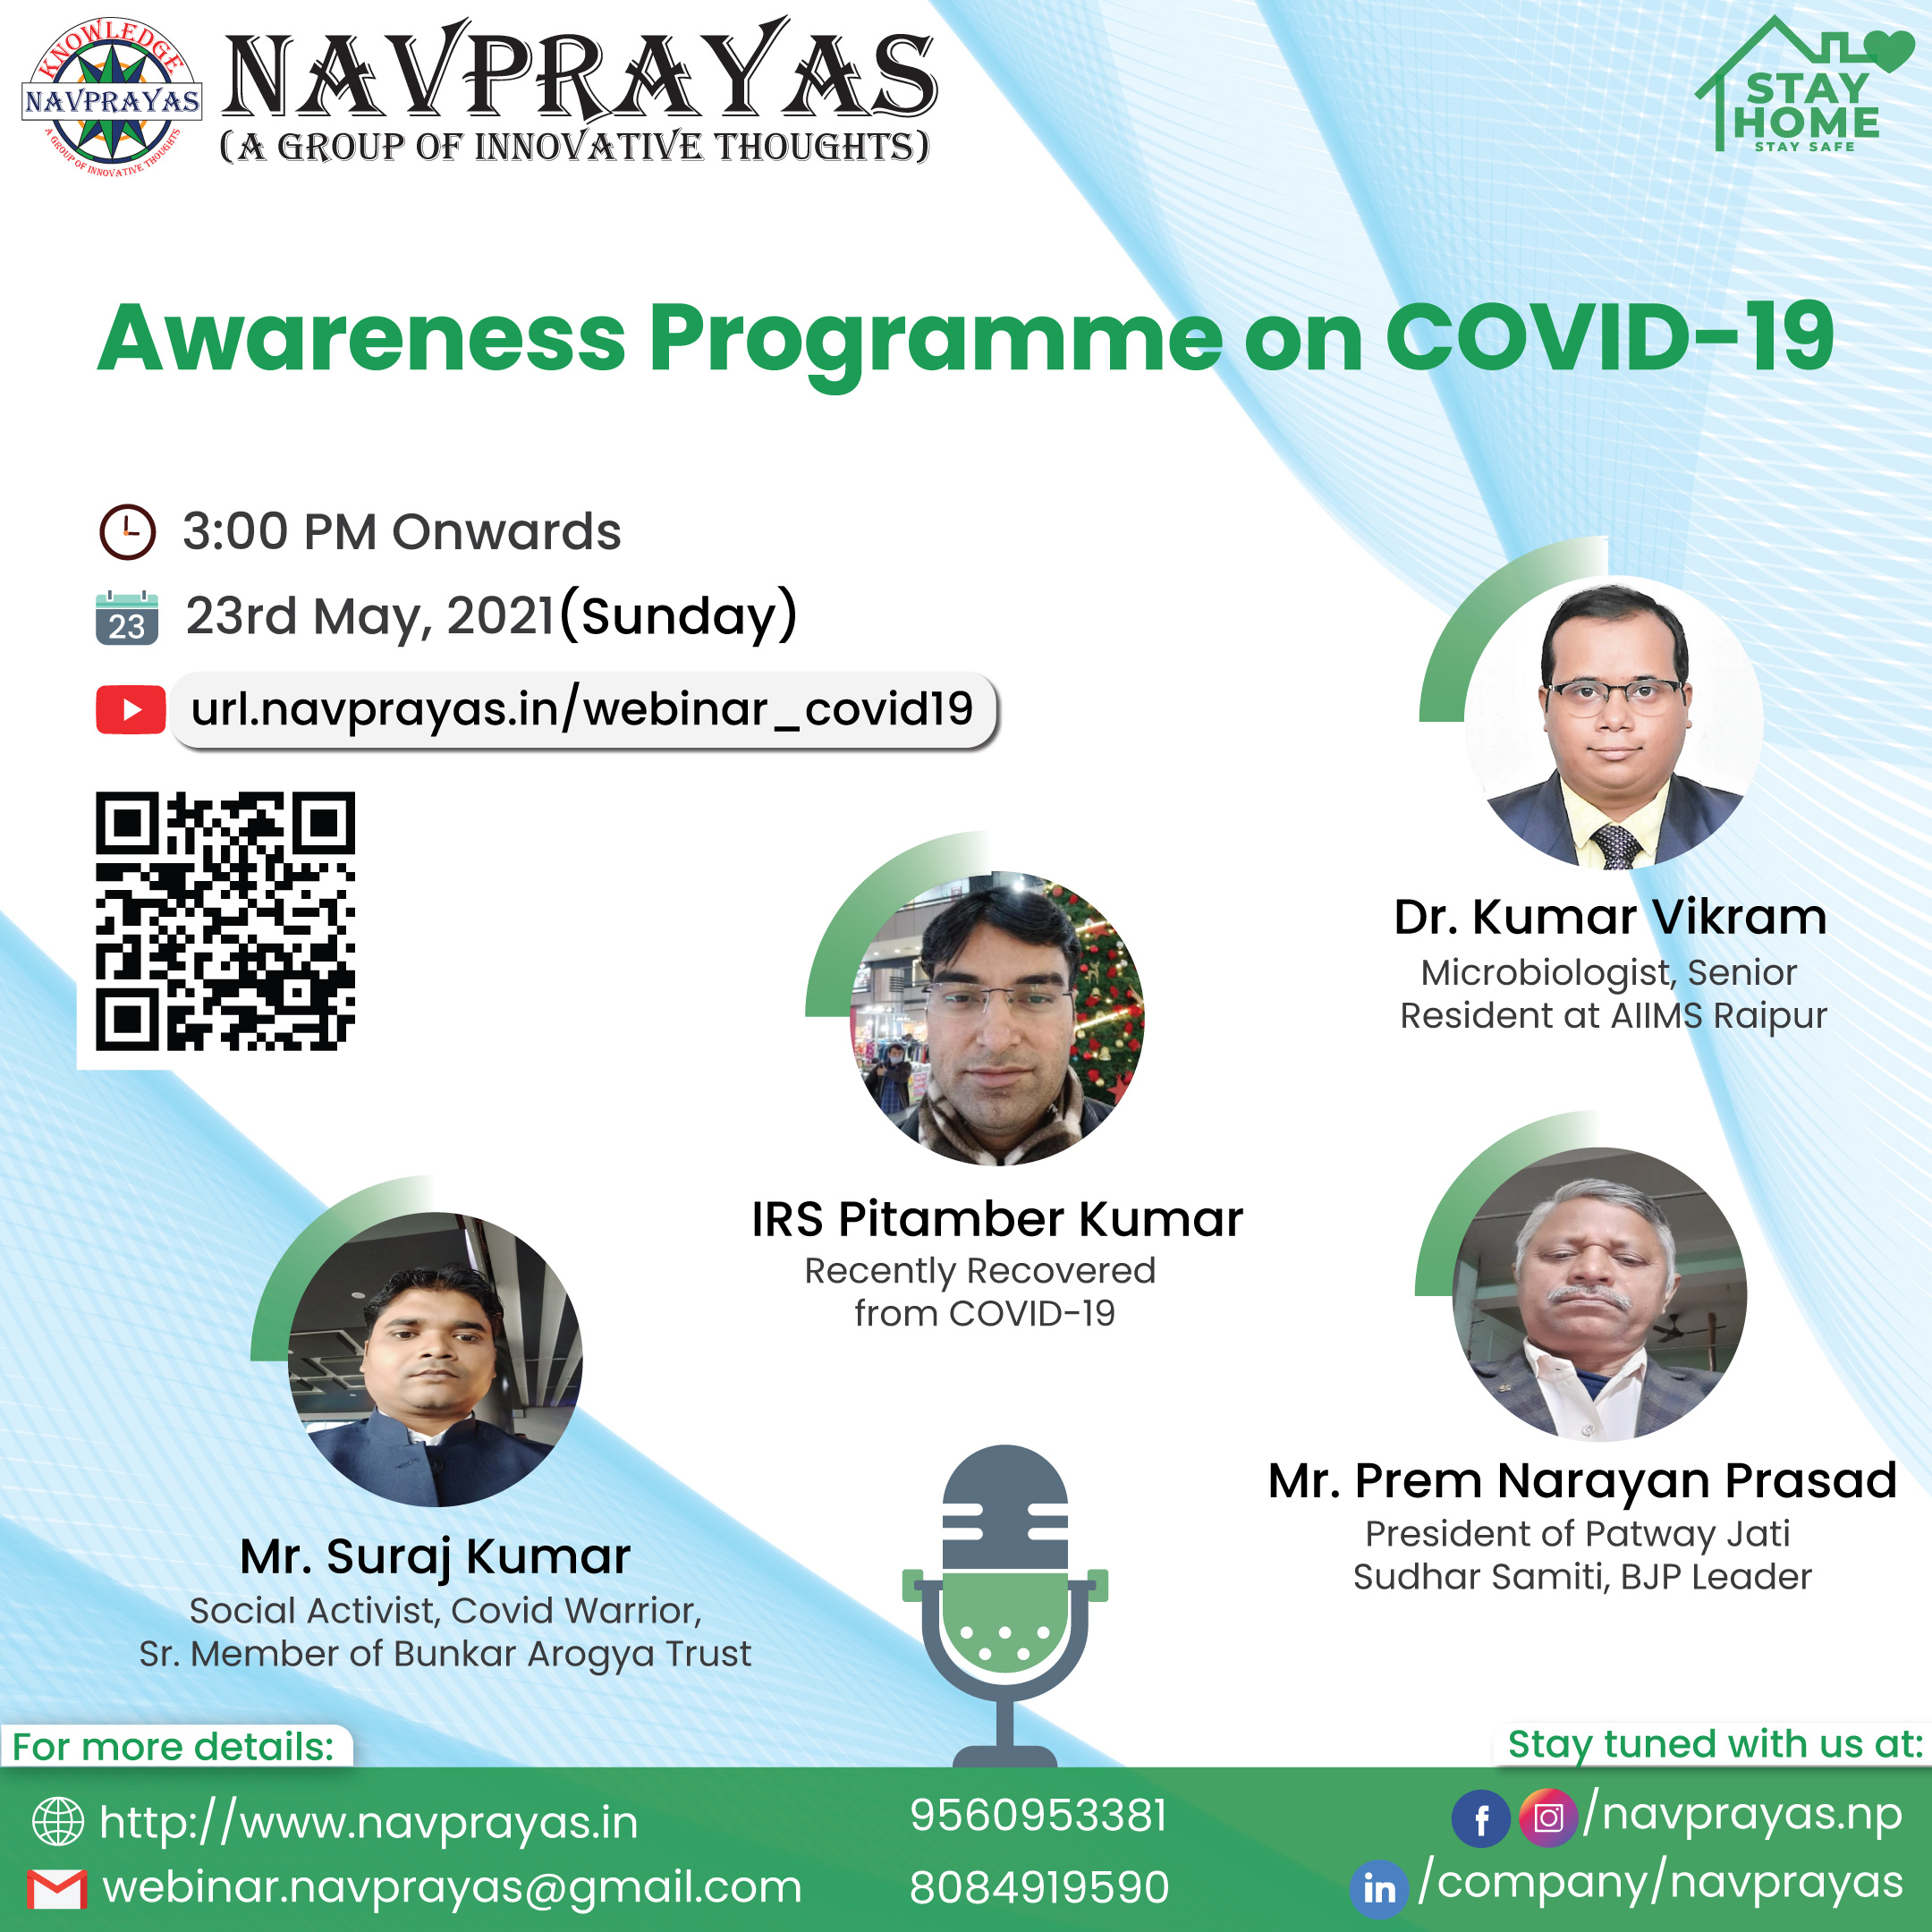 KNOWLEDGE
NAVPRAYAS
A GROUP OF INNOVATIVE THOUGHTS
NAVPRAYAS
(A GROUP OF INNOVATIVE THOUGHTS)
STAY
HOME
STAY SAFE
Awareness Programme on COVID-19
3:00 PM Onwards
23
23rd May, 2021(Sunday)
url.navprayas.in/webinar_covid19
Dr. Kumar Vikram
Microbiologist, Senior
Resident at AIIMS Raipur
IRS Pitamber Kumar
Recently Recovered
from COVID-19
Mr. Prem Narayan Prasad
President of Patway Jati
Sudhar Samiti, BJP Leader
Mr. Suraj Kumar
Social Activist, Covid Warrior,
Sr. Member of Bunkar Arogya Trust
For more details:
http://www.navprayas.in
webinar.navprayas@gmail.com
9560953381
8084919590
Stay tuned with us at:
f /navprayas.np
in /company/navprayas